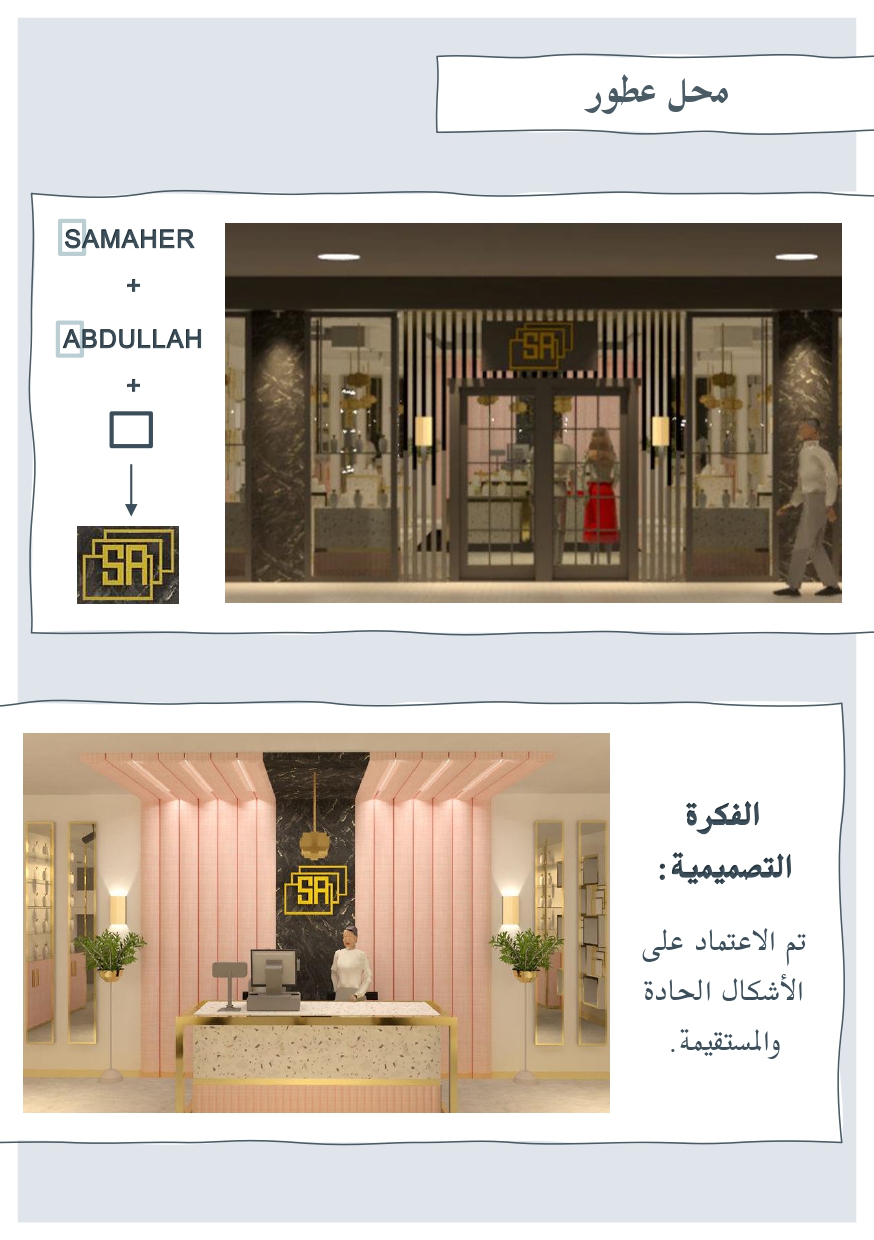 محل عطور
SAMAHER
+
ABDULLAH
+
SA
SA
SA
الفكرة
التصميمية:
تم الاعتماد على
الأشكال الحادة
والمستقيمة.